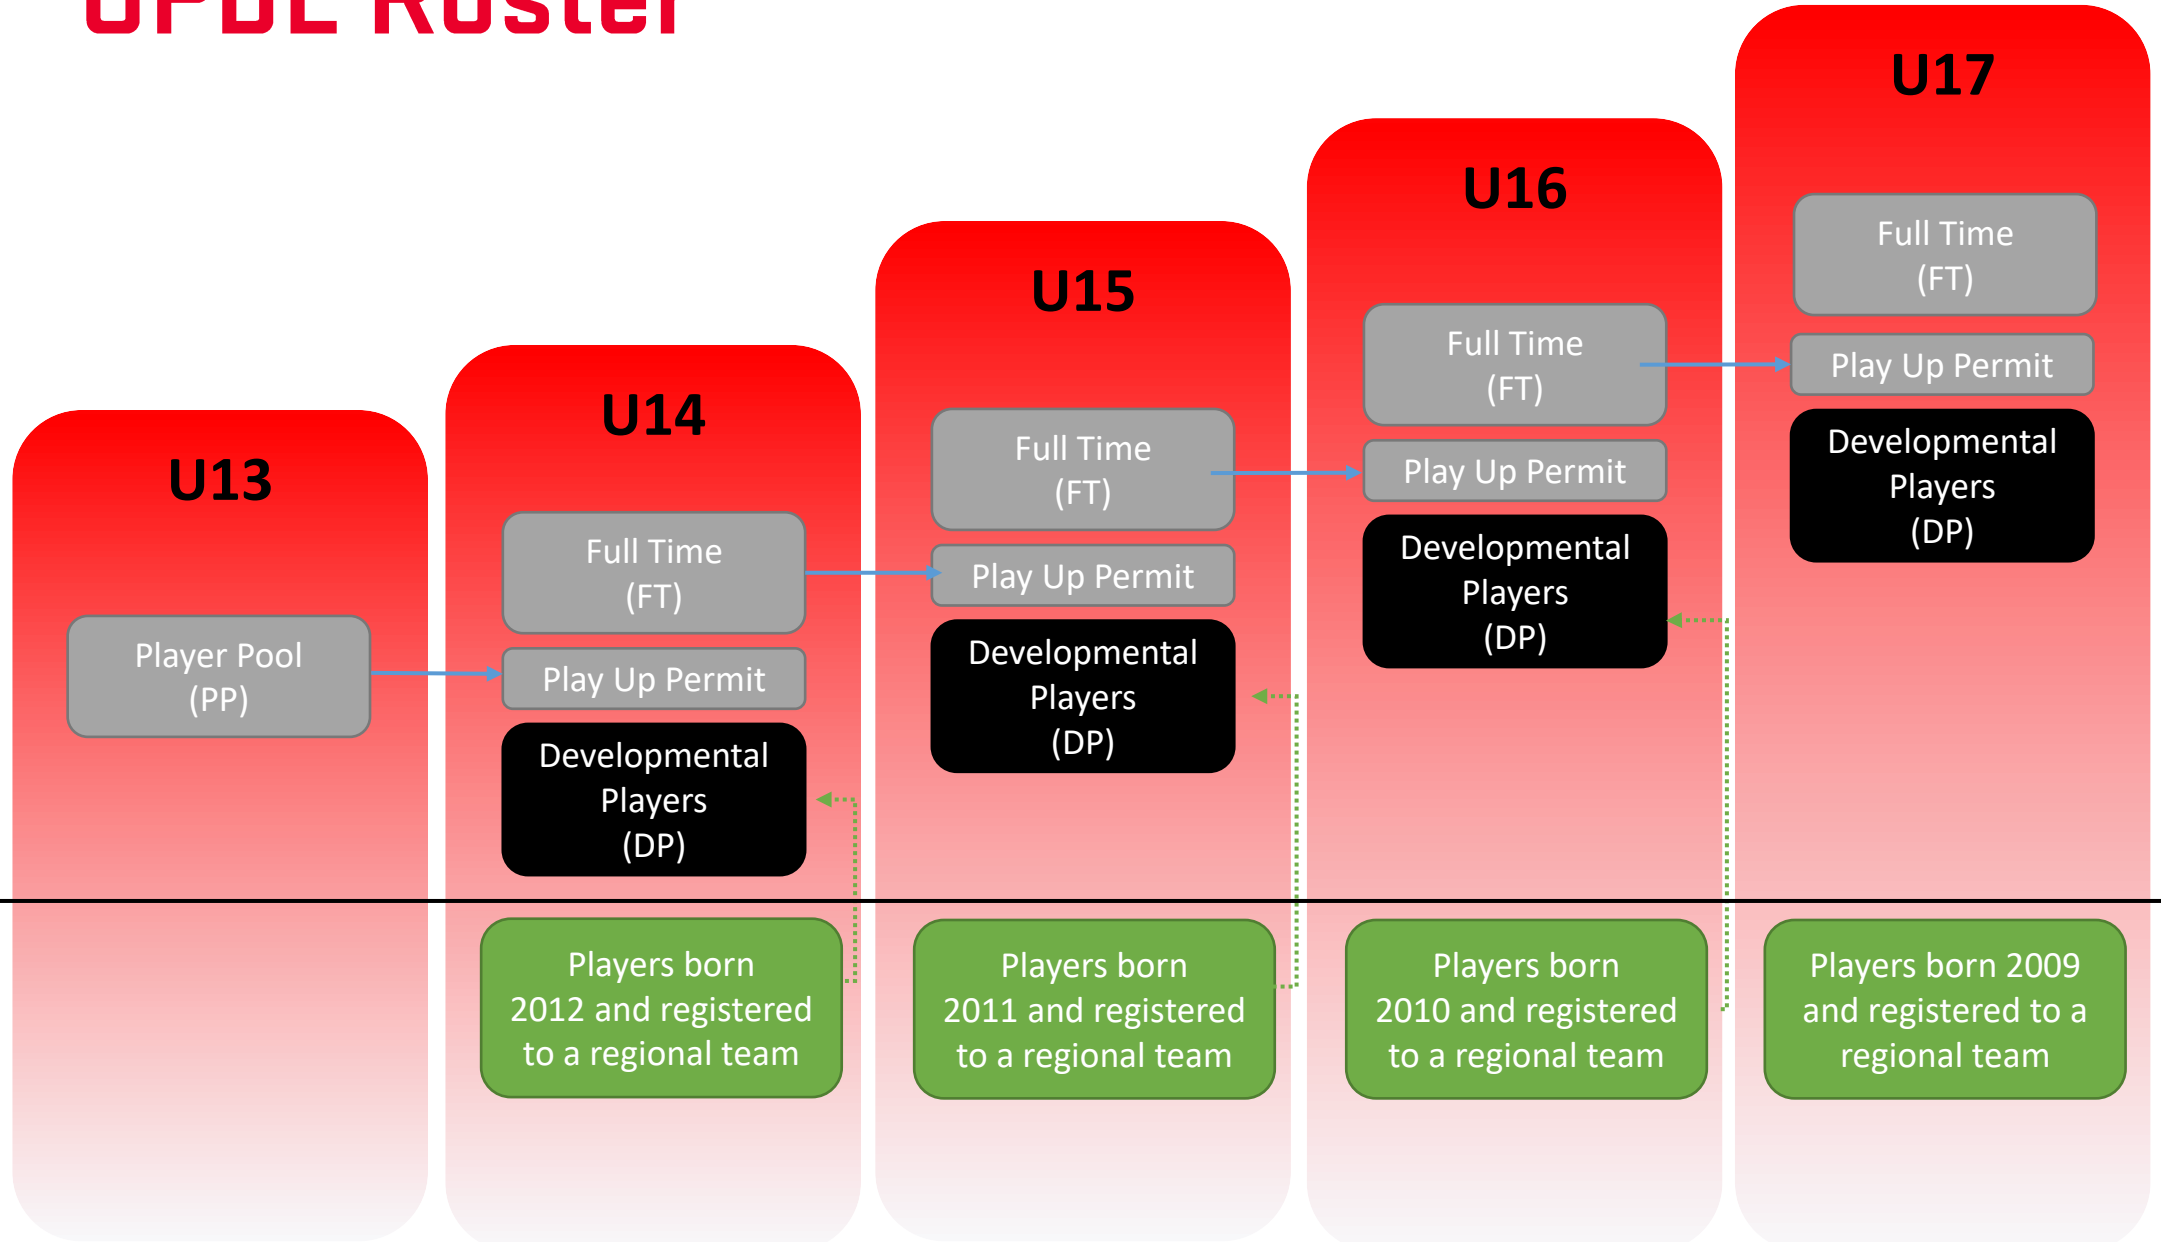 OPDL Roster
U13
Player Pool
(PP)
U14
Full Time
(FT)
Play Up Permit
Developmental
Players
(DP)
Players born
2012 and registered
to a regional team
U15
Full Time
(FT)
Play Up Permit
Developmental
Players
(DP)
Players born
2011 and registered
to a regional team
U16
Full Time
(FT)
Play Up Permit
Developmental
Players
(DP)
Players born
2010 and registered
to a regional team
U17
Full Time
(FT)
Play Up Permit
Developmental
Players
(DP)
Players born 2009
and registered to a
regional team